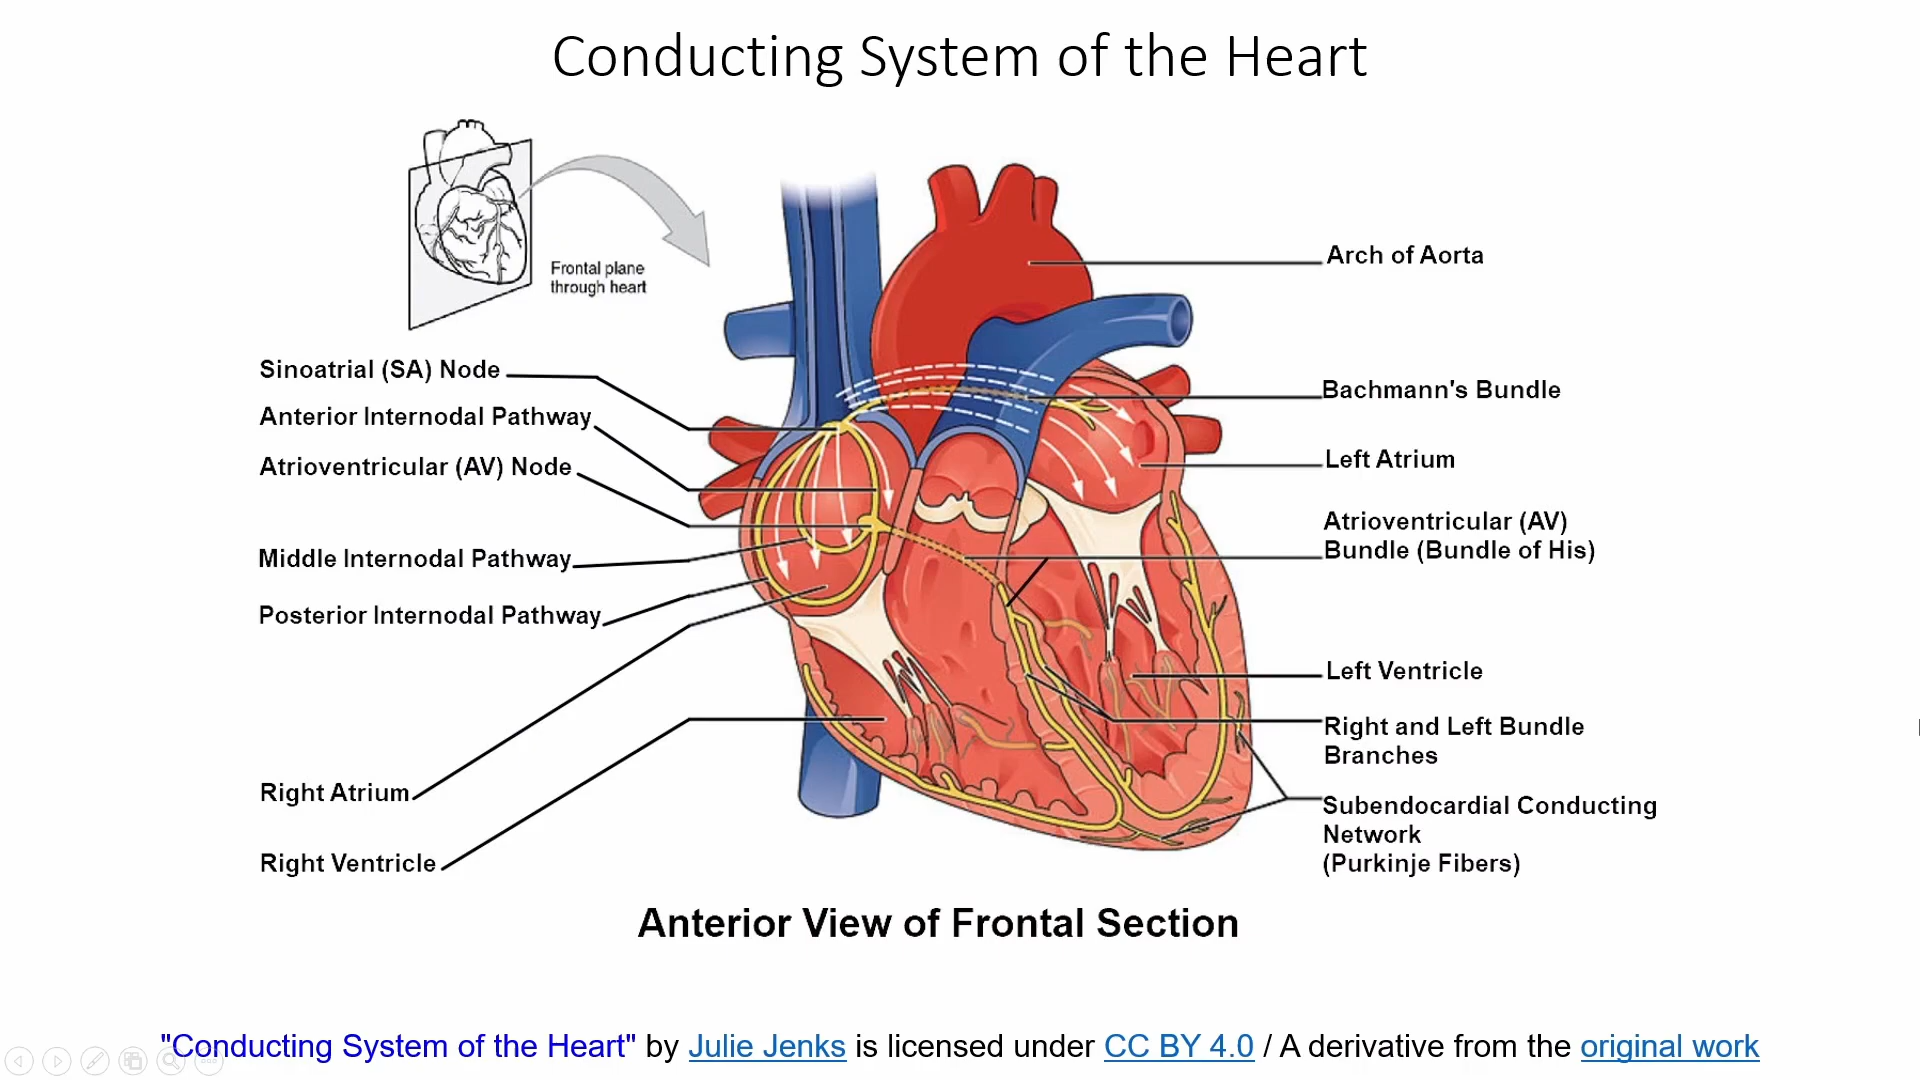 Conducting System of the Heart
Frontal plane
through heart
Sinoatrial (SA) Node
Anterior Internodal Pathway
Atrioventricular (AV) Node
Middle Internodal Pathway
Posterior Internodal Pathway
Right Atrium
Right Ventricle
Arch of Aorta
Bachmann's Bundle
Left Atrium
Atrioventricular (AV)
Bundle (Bundle of His)
Left Ventricle
Right and Left Bundle
Branches
Subendocardial Conducting
Network
(Purkinje Fibers)
Anterior View of Frontal Section
"Conducting System of the Heart" by Julie Jenks is licensed under CC BY 4.0 / A derivative from the original work